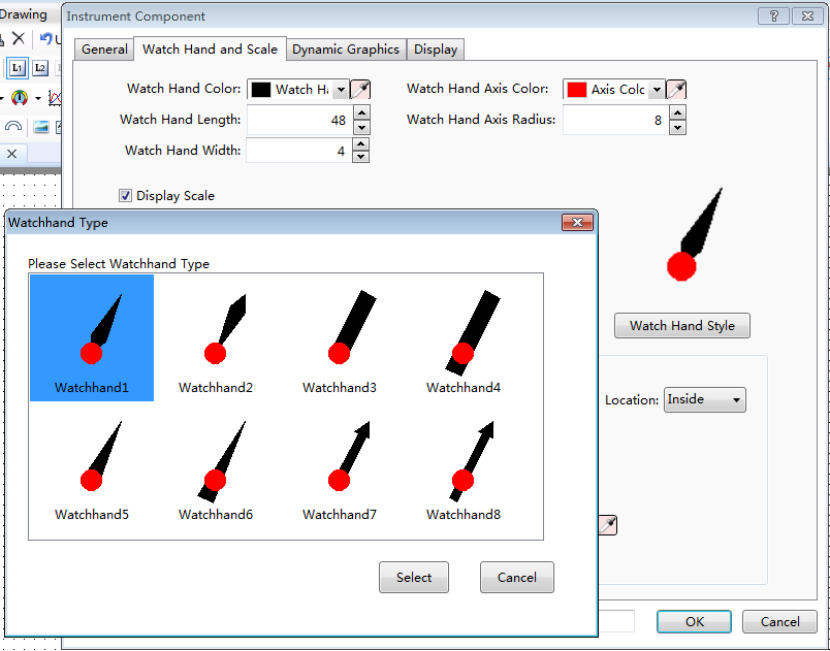 Drawing
Instrument Component
General
Watch Hand and Scale
Dynamic Graphics
Display
L1
L2
Watch Hand Color:
Watch Ha
Watch Hand Axis Color:
Axis Colc
Watch Hand Length:
48
Watch Hand Axis Radius:
8
Watch Hand Width:
4
Display Scale
Watchhand Type
Please Select Watchhand Type
Watchhand1
Watchhand2
Watchhand3
Watchhand4
Watchhand5
Watchhand6
Watchhand7
Watchhand8
Select
Cancel
Watch Hand Style
Location:
Inside
OK
Cancel